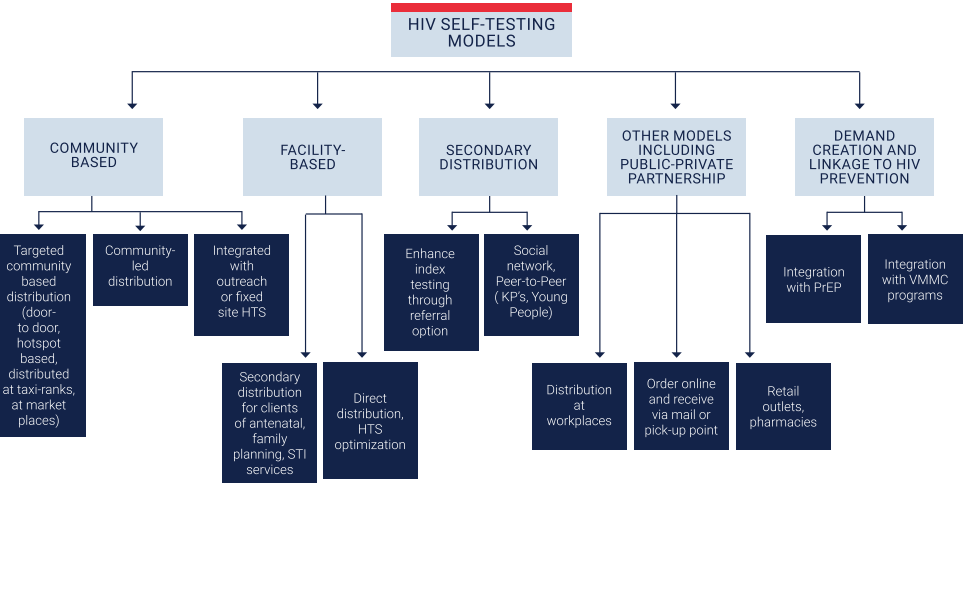 HIV SELF-TESTING
MODELS
COMMUNITY
BASED
FACILITY-
BASED
SECONDARY
DISTRIBUTION
OTHER MODELS
INCLUDING
PUBLIC-PRIVATE
PARTNERSHIP
DEMAND
CREATION AND
LINKAGE TO HIV
PREVENTION
Targeted
community
based
distribution
(door-
to door,
hotspot
based,
distributed
at taxi-ranks,
at market
places)
Community-
led
distribution
Integrated
with
outreach
or fixed
site HTS
Secondary
distribution
for clients
of antenatal,
family
planning, STI
services
Direct
distribution,
HTS
optimization
Enhance
index
testing
through
referral
option
Social
network,
Peer-to-Peer
( KP's, Young
People)
Distribution
at
workplaces
Order online
and receive
via mail or
pick-up point
Retail
outlets,
pharmacies
Integration
with PrEP
Integration
with VMMC
programs